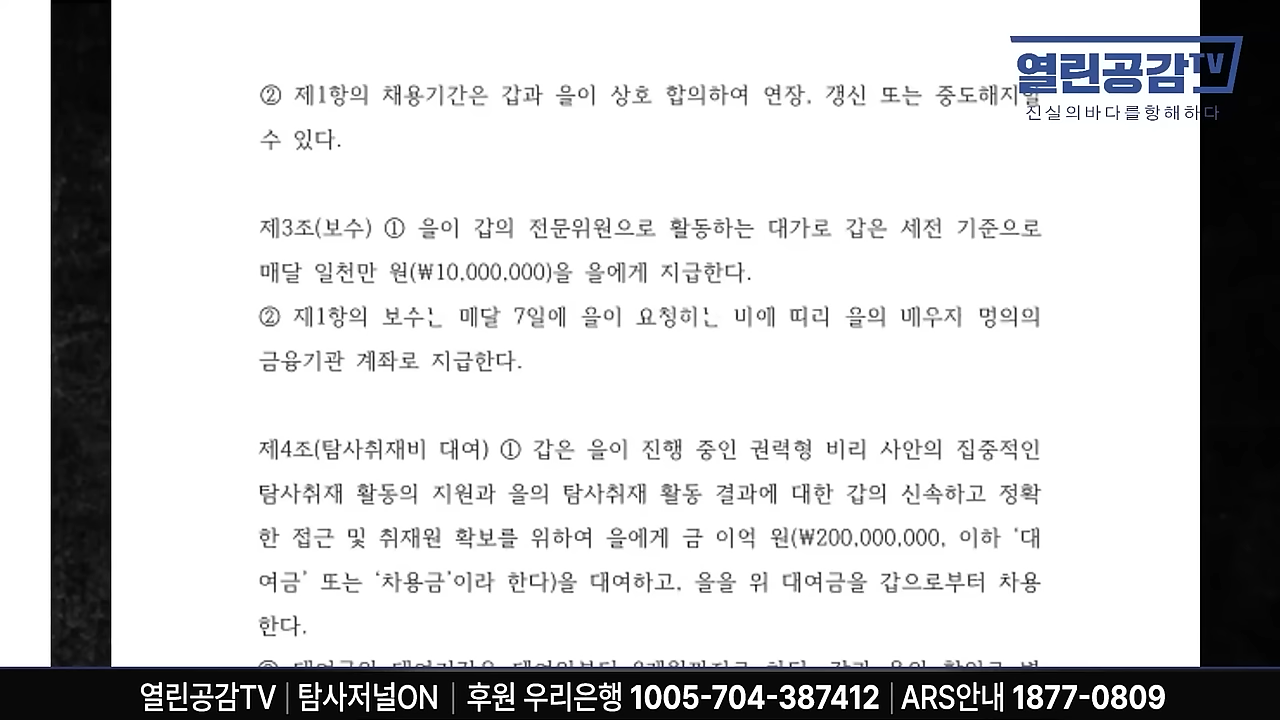 열린공감TV
진실의바다를항해하다
② 제1항의 채용기간은 갑과 을이 상호 합의하여 연장, 갱신 또는 중도해지할
수 있다.
제3조(보수) ① 을이 갑의 전문위원으로 활동하는 대가로 갑은 세전 기준으로
매달 일천만 원(₩10,000,000)을 을에게 지급한다.
② 제1항의 보수는 매달 7일에 을이 요청하는 바에 따라 을의 배우자 명의의
금융기관 계좌로 지급한다.
제4조(탐사취재비 대여) ① 갑은 을이 진행 중인 권력형 비리 사안의 집중적인
탐사취재 활동의 지원과 을의 탐사취재 활동 결과에 대한 갑의 신속하고 정확
한 접근 및 취재원 확보를 위하여 을에게 금 이억 원(₩200,000,000, 이하 '대
여금' 또는 '차용금'이라 한다)을 대여하고, 을을 위 대여금을 갑으로부터 차용
한다.
열린공감TV | 탐사저널ON | 후원 우리은행 1005-704-387412 | ARS안내 1877-0809